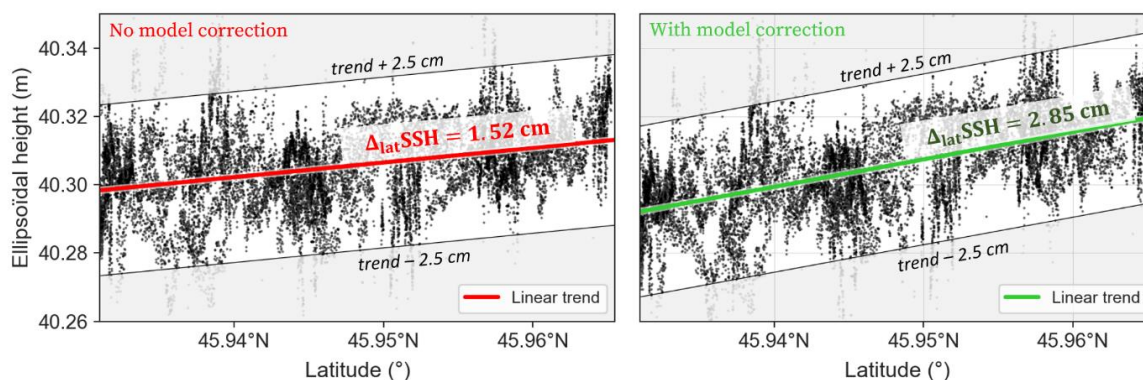 No model correction
With model correction
Ellipsoïdal height (m)
40.34
40.32
40.30
40.28
40.26
trend + 2.5 cm
ΔlatSSH = 1.52 cm
trend − 2.5 cm
Linear trend
45.94°N
45.95°N
45.96°N
Latitude (°)
trend + 2.5 cm
ΔlatSSH = 2.85 cm
trend − 2.5 cm
Linear trend
45.94°N
45.95°N
45.96°N
Latitude (°)